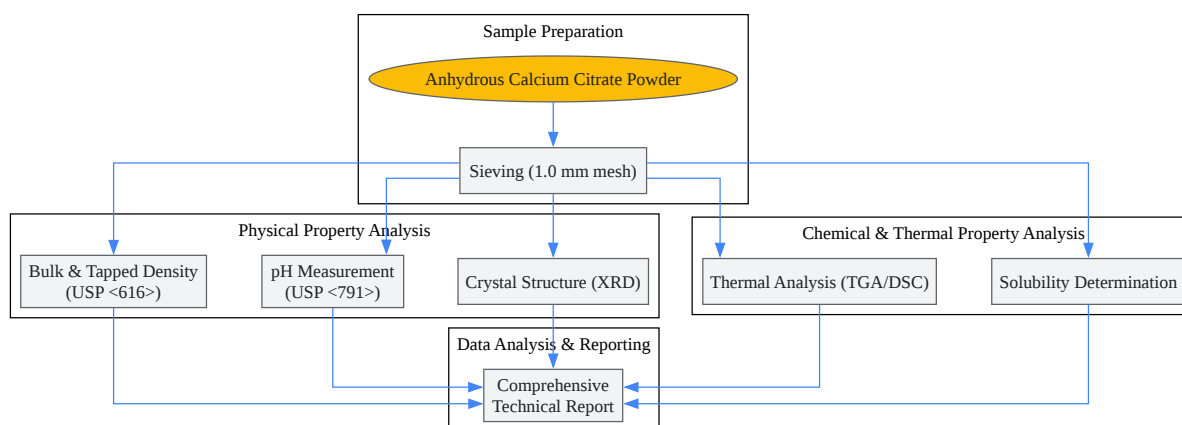 Sample Preparation
Anhydrous Calcium Citrate Powder
Sieving (1.0 mm mesh)
Physical Property Analysis
Bulk & Tapped Density
(USP <616>)
pH Measurement
(USP <791>)
Crystal Structure (XRD)
Chemical & Thermal Property Analysis
Thermal Analysis (TGA/DSC)
Solubility Determination
Data Analysis & Reporting
Comprehensive
Technical Report